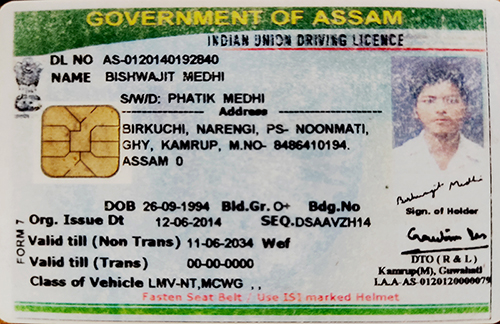 GOVERNMENT OF ASSAM
INDIAN UNION DRIVING LICENCE
DL NO AS-0120140192840
NAME BISHWAJIT MEDHI
S/W/D: PHATIK MEDHI
Address
BIRKUCHI, NARENGI, PS- NOONMATI,
GHY, KAMRUP, M.NO- 8486410194.
ASSAM 0
DOB 26-09-1994 Bld.Gr. O+ Bdg.No
Org. Issue Dt 12-06-2014 SEQ.DSAAVZH14
Valid till (Non Trans) 11-06-2034 Wef
Valid till (Trans) 00-00-0000
Class of Vehicle LMV-NT,MCWG , ,
Fasten Seat Belt / Use ISI marked Helmet
FORM 7
Bishwajit Medhi
Sign. of Holder
DTO ( R & L )
Kamrup(M), Guwahati
I.A.A-AS-0120120000079